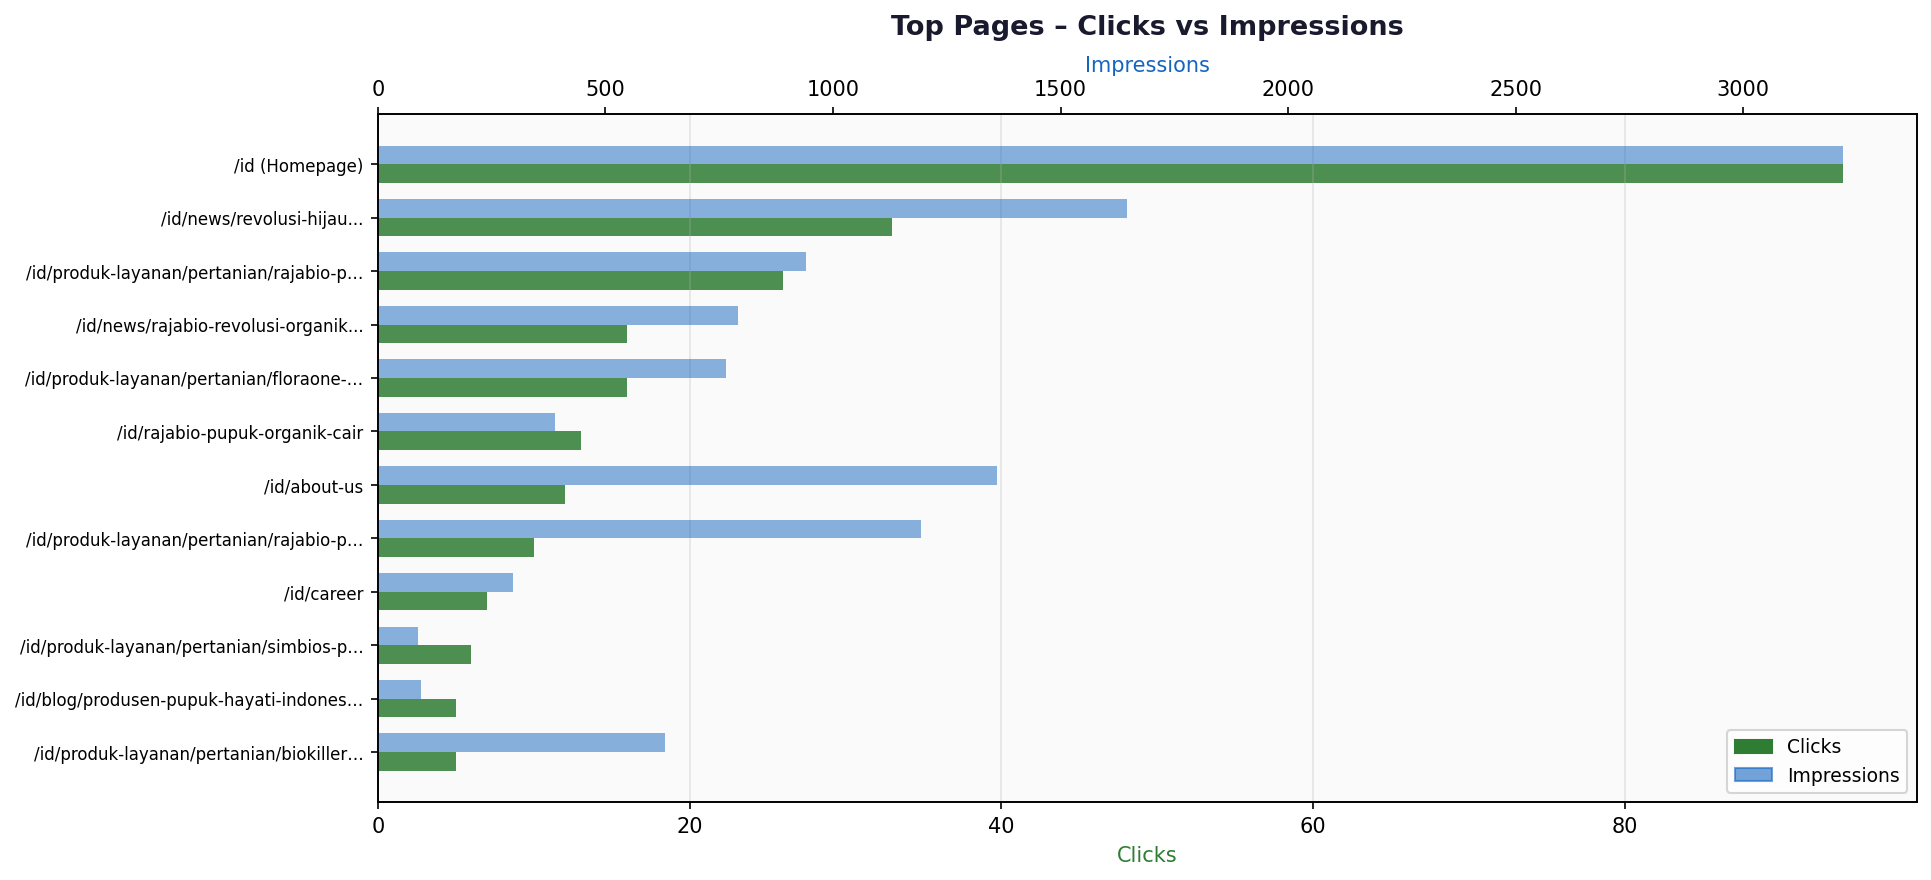 Top Pages – Clicks vs Impressions
Impressions
0 500 1000 1500 2000 2500 3000
/id (Homepage)
/id/news/revolusi-hijau...
/id/produk-layanan/pertanian/rajabio-p...
/id/news/rajabio-revolusi-organik...
/id/produk-layanan/pertanian/floraone-...
/id/rajabio-pupuk-organik-cair
/id/about-us
/id/produk-layanan/pertanian/rajabio-p...
/id/career
/id/produk-layanan/pertanian/simbios-p...
/id/blog/produsen-pupuk-hayati-indones...
/id/produk-layanan/pertanian/biokiller...
Clicks
Impressions
0 20 40 60 80
Clicks